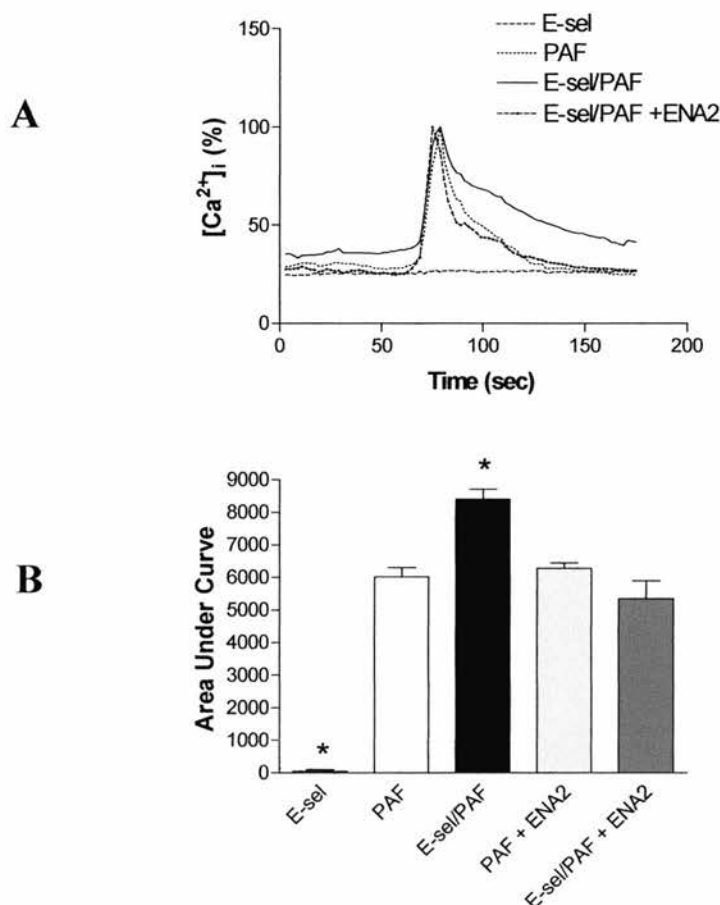 A
E-sel
PAF
E-sel/PAF
E-sel/PAF +ENA2
[Ca²⁺]ᵢ (%)
150
100
50
0
0 50 100 150 200
Time (sec)
B
Area Under Curve
9000
8000
7000
6000
5000
4000
3000
2000
1000
0
*
*
E-sel
PAF
E-sel/PAF
PAF + ENA2
E-sel/PAF + ENA2